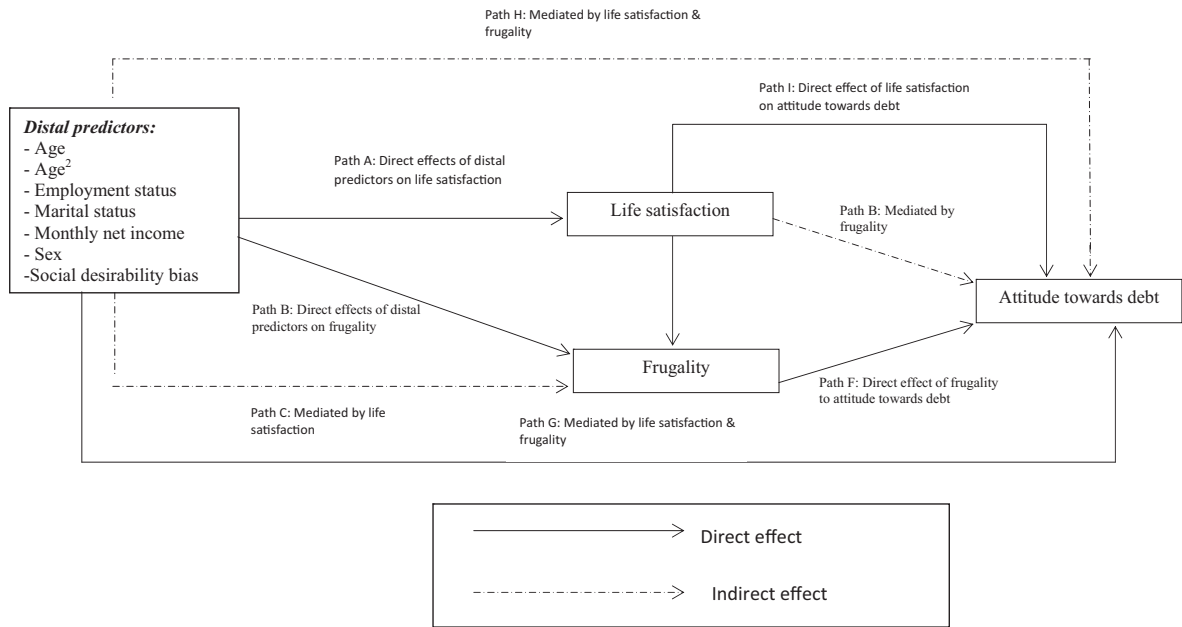 Path H: Mediated by life satisfaction &
frugality
Path I: Direct effect of life satisfaction
on attitude towards debt
Distal predictors:
- Age
- Age²
- Employment status
- Marital status
- Monthly net income
- Sex
-Social desirability bias
Path A: Direct effects of distal
predictors on life satisfaction
Life satisfaction
Path B: Mediated by
frugality
Attitude towards debt
Path B: Direct effects of distal
predictors on frugality
Frugality
Path F: Direct effect of frugality
to attitude towards debt
Path C: Mediated by life
satisfaction
Path G: Mediated by life satisfaction &
frugality
Direct effect
Indirect effect